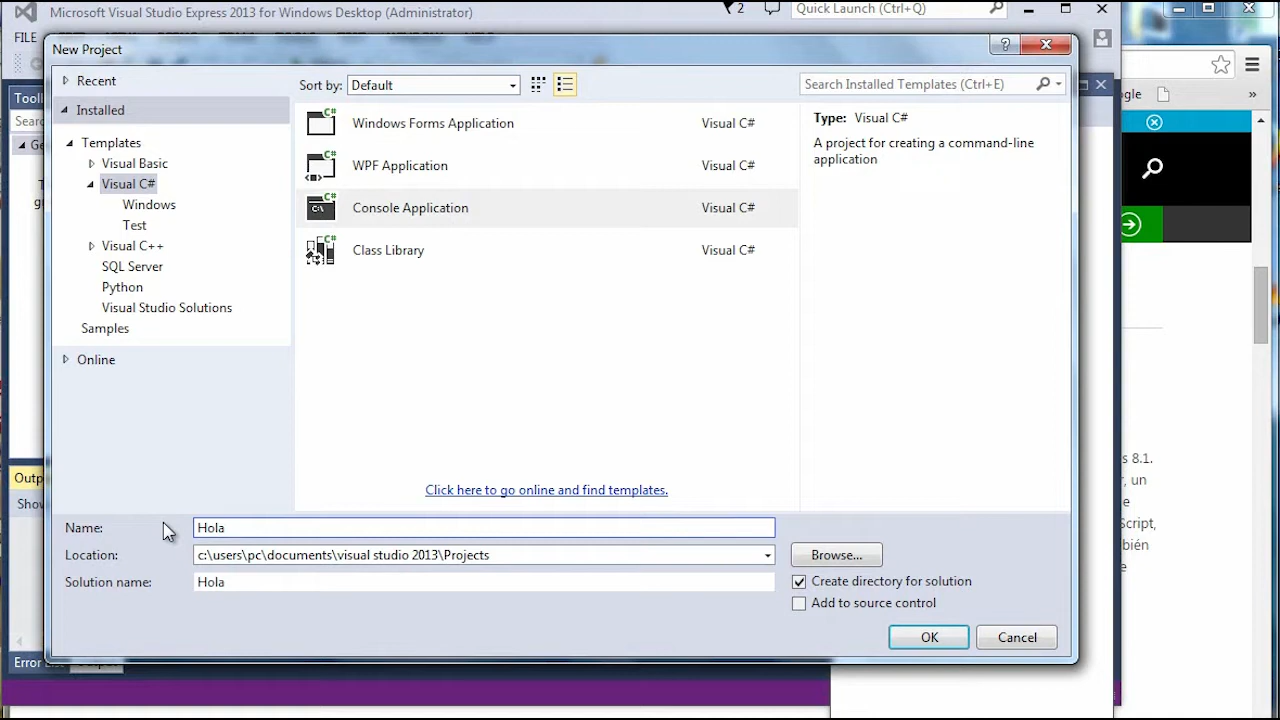 Microsoft Visual Studio Express 2013 for Windows Desktop (Administrator)
2
Quick Launch (Ctrl+Q)
FILE
New Project
Recent
Sort by: Default
Search Installed Templates (Ctrl+E)
Installed
Templates
Visual Basic
Visual C#
Windows
Test
Visual C++
SQL Server
Python
Visual Studio Solutions
Samples
Online
Windows Forms Application Visual C#
WPF Application Visual C#
Console Application Visual C#
Class Library Visual C#
Type: Visual C#
A project for creating a command-line
application
Click here to go online and find templates.
Name: Hola
Location: c:\users\pc\documents\visual studio 2013\Projects
Browse...
Solution name: Hola
Create directory for solution
Add to source control
OK Cancel
Tooll
Sear
Ge
Outp
Show
Error Lis
ogle
»
s 8.1.
r, un
e
Script,
bién
e